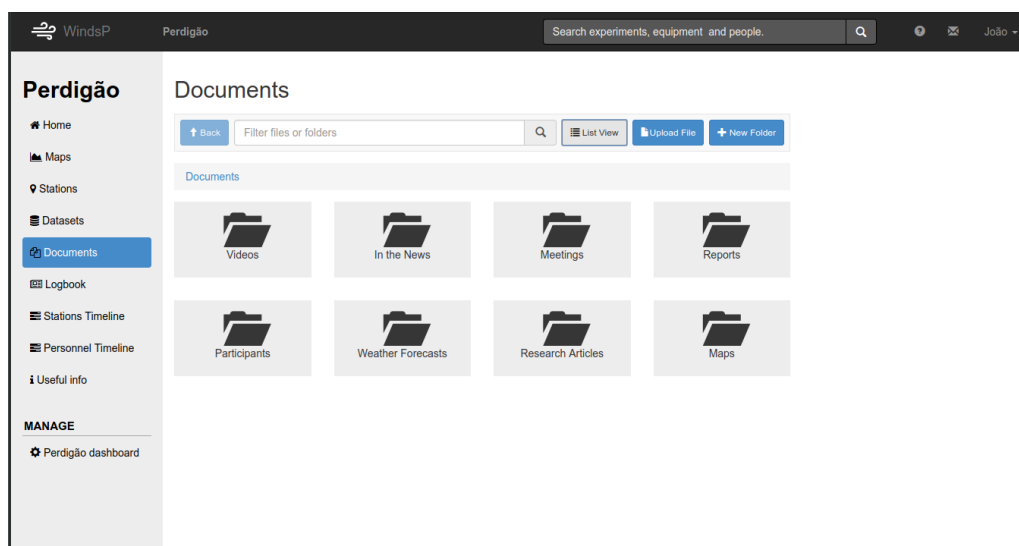 WindsP Perdigão Search experiments, equipment and people. João
Perdigão
Home
Maps
Stations
Datasets
Documents
Logbook
Stations Timeline
Personnel Timeline
Useful info
MANAGE
Perdigão dashboard
Documents
Back Filter files or folders List View Upload File New Folder
Documents
Videos In the News Meetings Reports
Participants Weather Forecasts Research Articles Maps